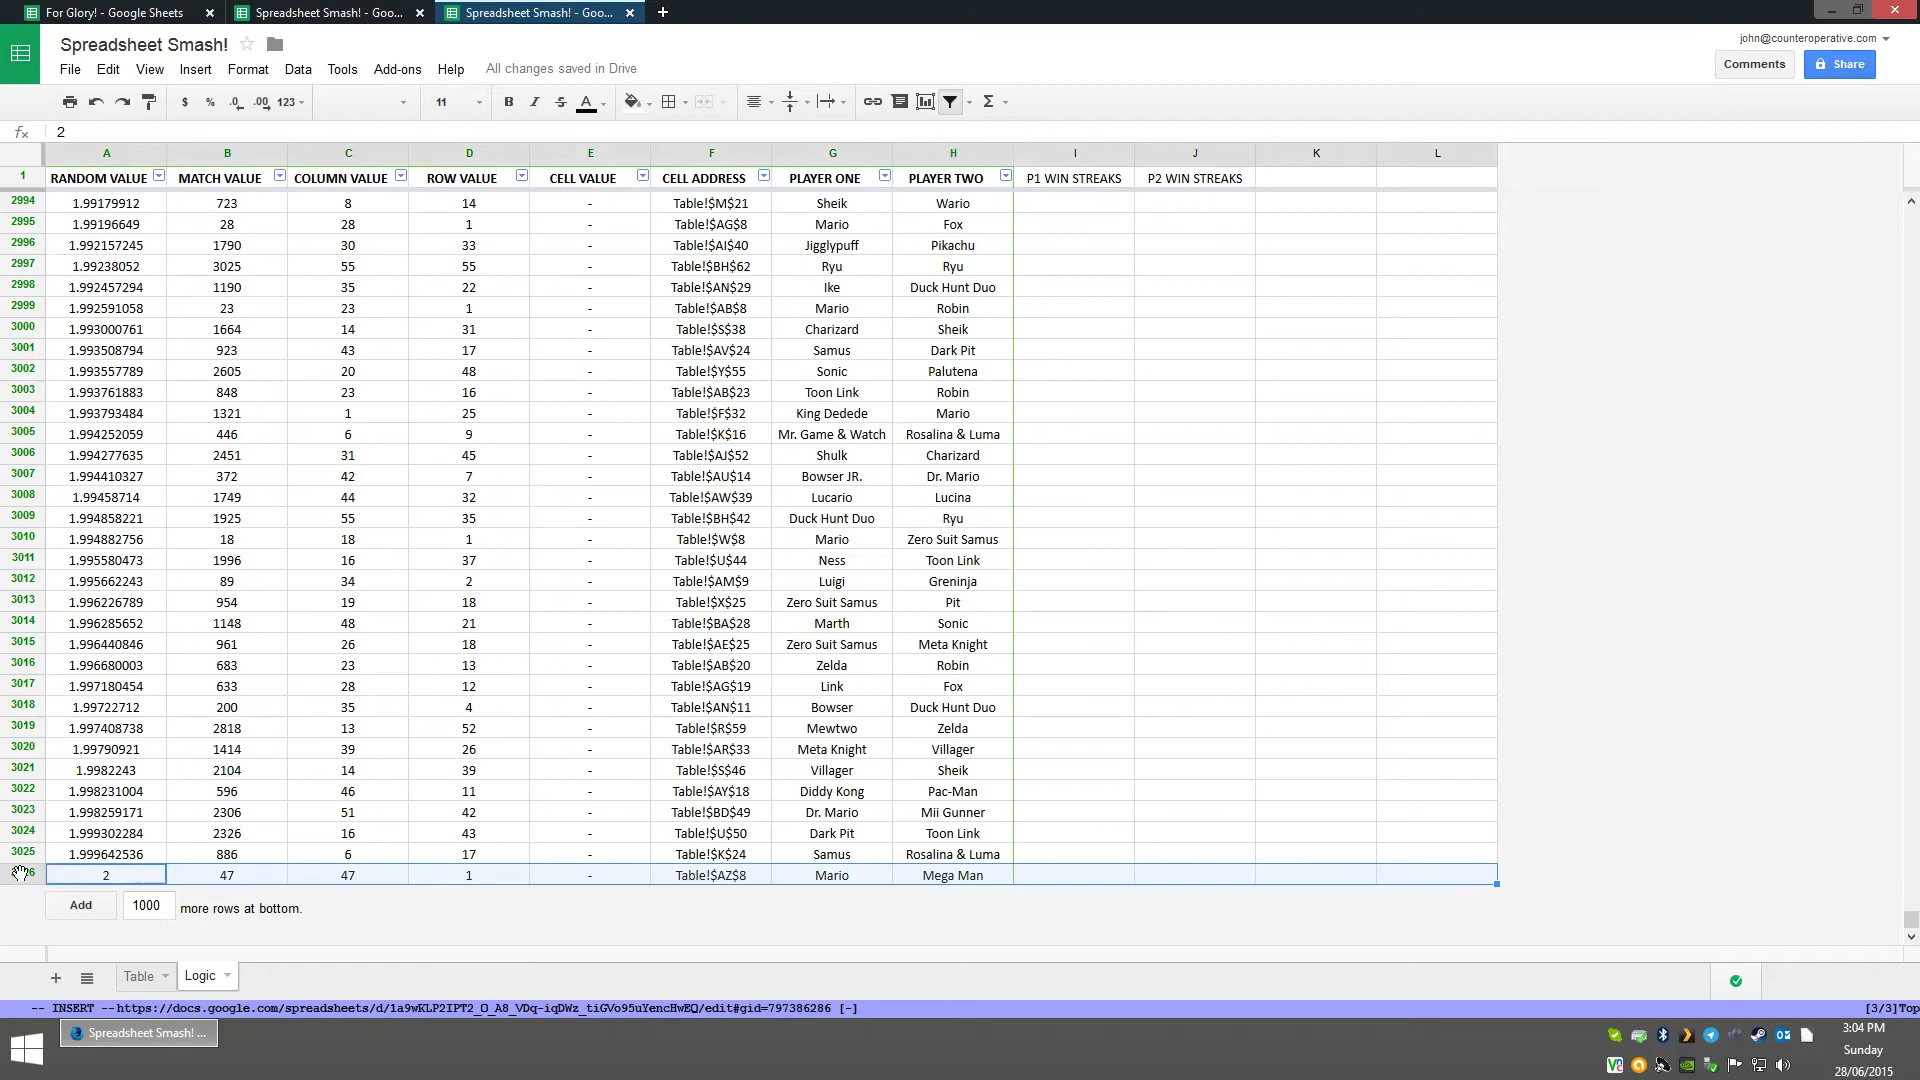 For Glory! - Google Sheets × Spreadsheet Smash! - Goo... × Spreadsheet Smash! - Goo... × +
Spreadsheet Smash!
john@counteroperative.com
File Edit View Insert Format Data Tools Add-ons Help All changes saved in Drive
Comments Share
$ % .0 .00 123 11 B I S A Σ
fx 2
A B C D E F G H I J K L
1 RANDOM VALUE MATCH VALUE COLUMN VALUE ROW VALUE CELL VALUE CELL ADDRESS PLAYER ONE PLAYER TWO P1 WIN STREAKS P2 WIN STREAKS
2994 1.99179912 723 8 14 - Table!$M$21 Sheik Wario
2995 1.99196649 28 28 1 - Table!$AG$8 Mario Fox
2996 1.992157245 1790 30 33 - Table!$AI$40 Jigglypuff Pikachu
2997 1.99238052 3025 55 55 - Table!$BH$62 Ryu Ryu
2998 1.992457294 1190 35 22 - Table!$AN$29 Ike Duck Hunt Duo
2999 1.992591058 23 23 1 - Table!$AB$8 Mario Robin
3000 1.993000761 1664 14 31 - Table!$S$38 Charizard Sheik
3001 1.993508794 923 43 17 - Table!$AV$24 Samus Dark Pit
3002 1.993557789 2605 20 48 - Table!$Y$55 Sonic Palutena
3003 1.993761883 848 23 16 - Table!$AB$23 Toon Link Robin
3004 1.993793484 1321 1 25 - Table!$F$32 King Dedede Mario
3005 1.994252059 446 6 9 - Table!$K$16 Mr. Game & Watch Rosalina & Luma
3006 1.994277635 2451 31 45 - Table!$AJ$52 Shulk Charizard
3007 1.994410327 372 42 7 - Table!$AU$14 Bowser JR. Dr. Mario
3008 1.99458714 1749 44 32 - Table!$AW$39 Lucario Lucina
3009 1.994858221 1925 55 35 - Table!$BH$42 Duck Hunt Duo Ryu
3010 1.994882756 18 18 1 - Table!$W$8 Mario Zero Suit Samus
3011 1.995580473 1996 16 37 - Table!$U$44 Ness Toon Link
3012 1.995662243 89 34 2 - Table!$AM$9 Luigi Greninja
3013 1.996226789 954 19 18 - Table!$X$25 Zero Suit Samus Pit
3014 1.996285652 1148 48 21 - Table!$BA$28 Marth Sonic
3015 1.996440846 961 26 18 - Table!$AE$25 Zero Suit Samus Meta Knight
3016 1.996680003 683 23 13 - Table!$AB$20 Zelda Robin
3017 1.997180454 633 28 12 - Table!$AG$19 Link Fox
3018 1.99722712 200 35 4 - Table!$AN$11 Bowser Duck Hunt Duo
3019 1.997408738 2818 13 52 - Table!$R$59 Mewtwo Zelda
3020 1.99790921 1414 39 26 - Table!$AR$33 Meta Knight Villager
3021 1.9982243 2104 14 39 - Table!$S$46 Villager Sheik
3022 1.998231004 596 46 11 - Table!$AY$18 Diddy Kong Pac-Man
3023 1.998259171 2306 51 42 - Table!$BD$49 Dr. Mario Mii Gunner
3024 1.999302284 2326 16 43 - Table!$U$50 Dark Pit Toon Link
3025 1.999642536 886 6 17 - Table!$K$24 Samus Rosalina & Luma
2 47 47 1 - Table!$AZ$8 Mario Mega Man
Add 1000 more rows at bottom.
+ Table Logic
-- INSERT --https://docs.google.com/spreadsheets/d/1a9wKLP2IPT2_O_A8_VDq-iqDWz_tiGVo95uYencHwEQ/edit#gid=797386286 [-] [3/3]Top
Spreadsheet Smash! ...
3:04 PM
Sunday
28/06/2015